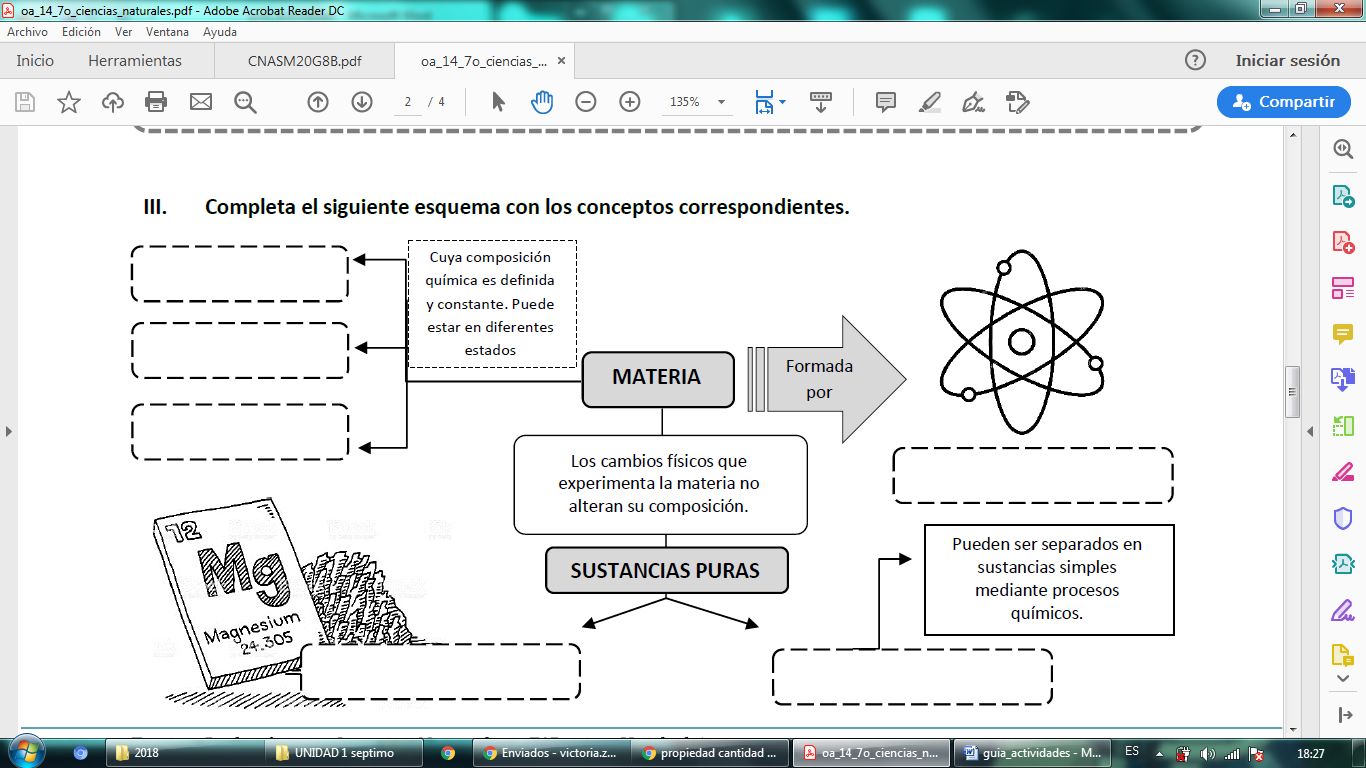 oa_14_7o_ciencias_naturales.pdf - Adobe Acrobat Reader DC
Archivo Edición Ver Ventana Ayuda
Inicio Herramientas CNASM20G8B.pdf oa_14_7o_ciencias_... × ? Iniciar sesión
2 / 4 135% Compartir
III. Completa el siguiente esquema con los conceptos correspondientes.
Cuya composición
química es definida
y constante. Puede
estar en diferentes
estados
MATERIA
Formada
por
Los cambios físicos que
experimenta la materia no
alteran su composición.
SUSTANCIAS PURAS
Pueden ser separados en
sustancias simples
mediante procesos
químicos.
12
Mg
Magnesium
24.305
2018 UNIDAD 1 septimo Enviados - victoria.z... propiedad cantidad ... oa_14_7o_ciencias_n... guia_actividades - M... ES 18:27